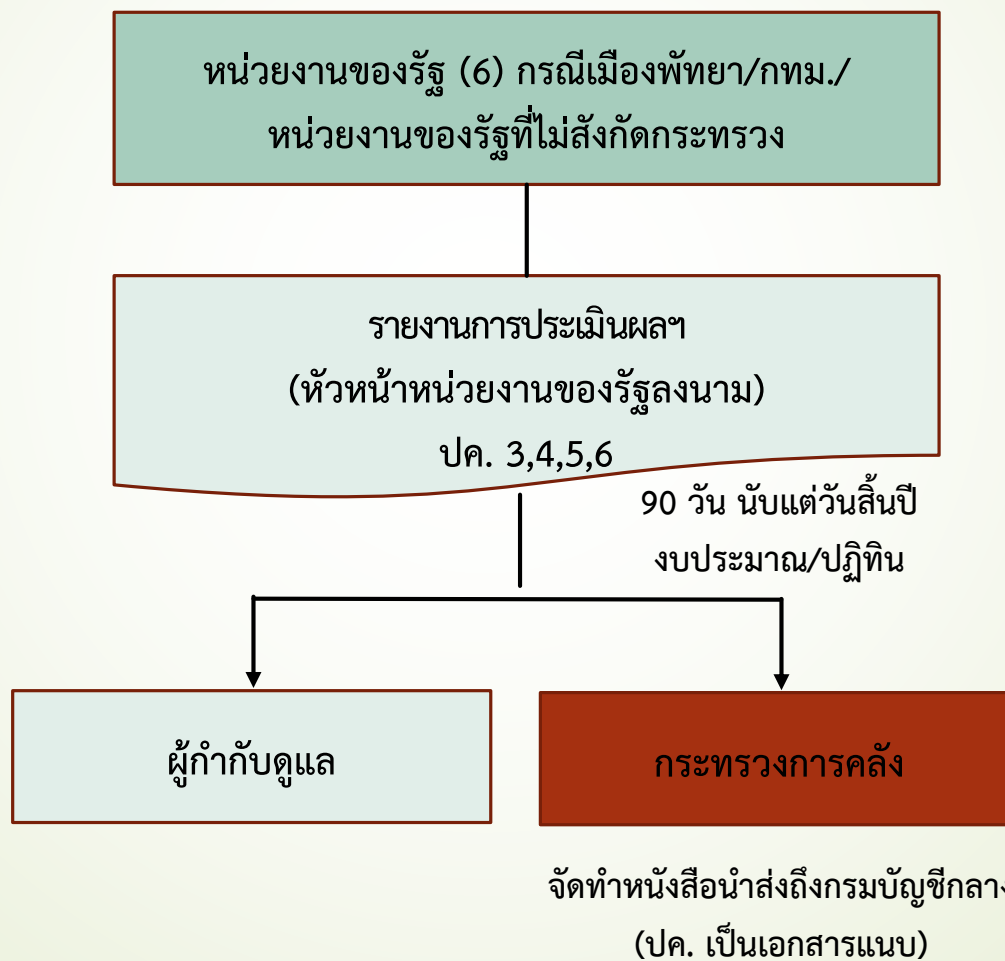 หน่วยงานของรัฐ (6) กรณีเมืองพัทยา/กทม./
หน่วยงานของรัฐที่ไม่สังกัดกระทรวง
รายงานการประเมินผลฯ
(หัวหน้าหน่วยงานของรัฐลงนาม)
ปค. 3,4,5,6
90 วัน นับแต่วันสิ้นปี
งบประมาณ/ปฏิทิน
ผู้กำกับดูแล
กระทรวงการคลัง
จัดทำหนังสือนำส่งถึงกรมบัญชีกลาง
(ปค. เป็นเอกสารแนบ)